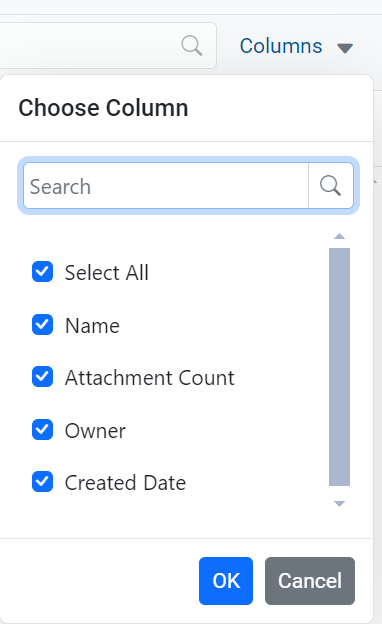 Columns
Choose Column
Search
Select All
Name
Attachment Count
Owner
Created Date
OK Cancel